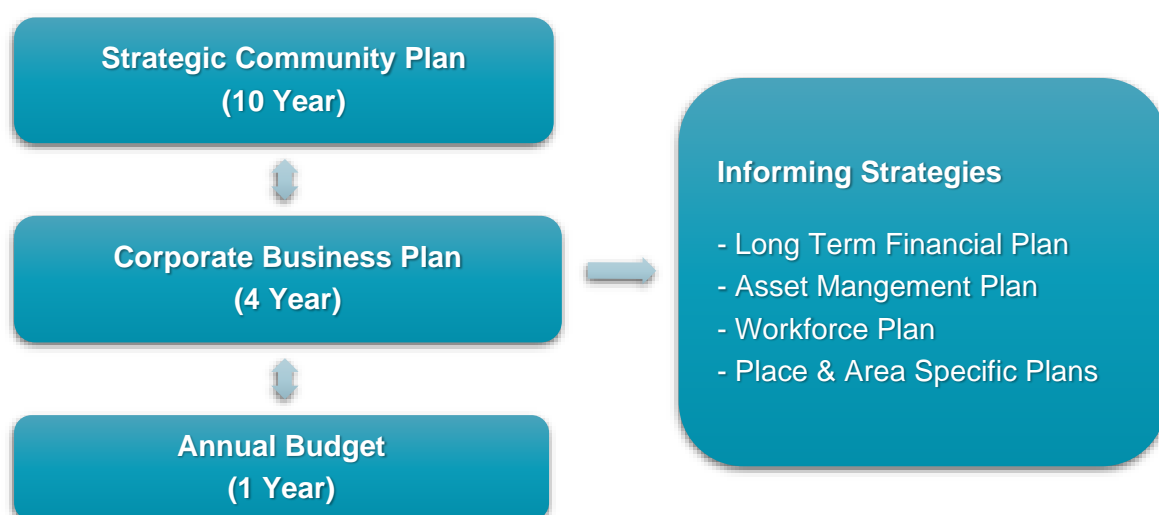 Strategic Community Plan
(10 Year)
Corporate Business Plan
(4 Year)
Annual Budget
(1 Year)
Informing Strategies
- Long Term Financial Plan
- Asset Mangement Plan
- Workforce Plan
- Place & Area Specific Plans